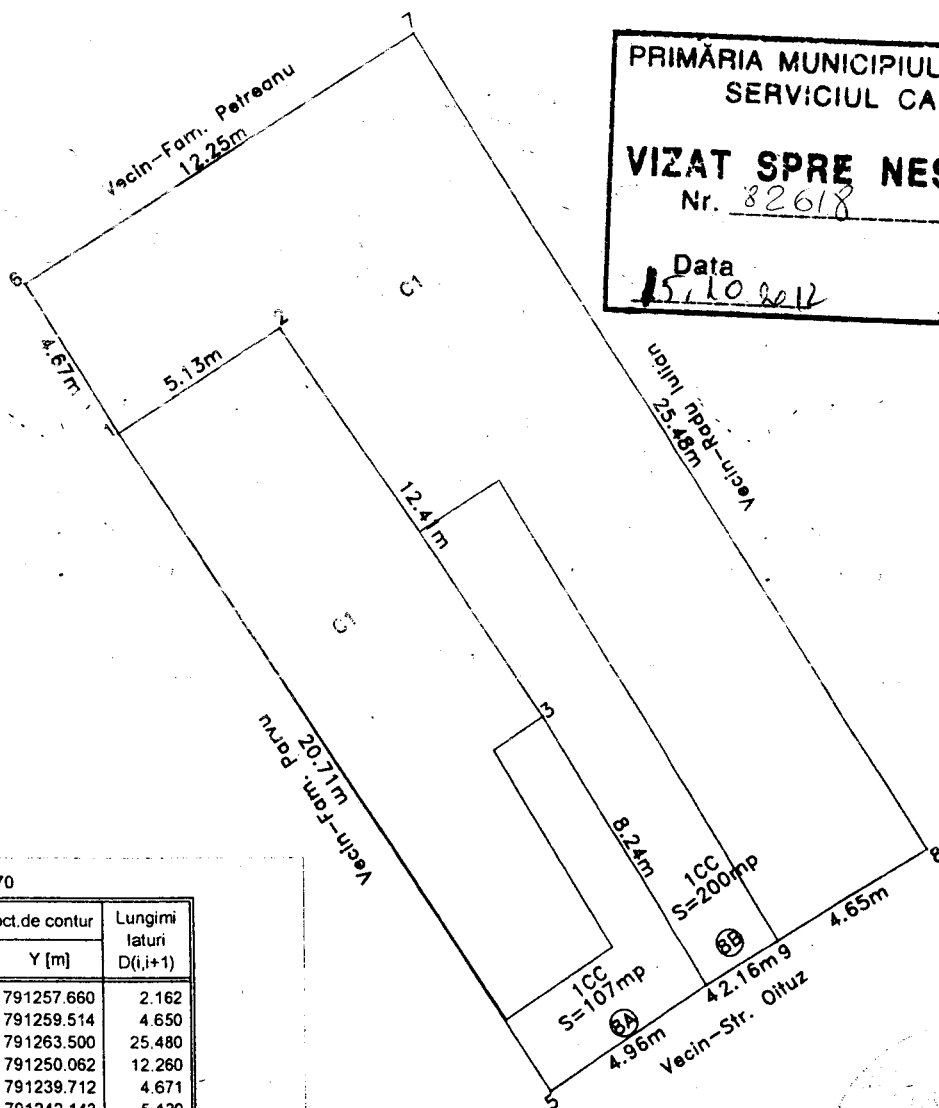 7
PRIMĂRIA MUNICIPIUL
SERVICIUL CA
VIZAT SPRE NES
Nr. 82618
Data
15.10.2012
Vecin-Fam. Petreanu
12.25m
6
C1
2
4.67m
5.13m
1
Vecin-Radu Iulian
25.48m
12.41m
C1
3
Vecin-Fam. Parvu
20.71m
8.24m
1CC
S=200mp
8B
8
4.65m
9
2.16m
4
1CC
S=107mp
8A
4.96m
Vecin-Str. Oituz
5
70
pct.de contur
Lungimi
laturi
D(i,i+1)
Y [m]
791257.660 2.162
791259.514 4.650
791263.500 25.480
791250.062 12.260
791239.712 4.671